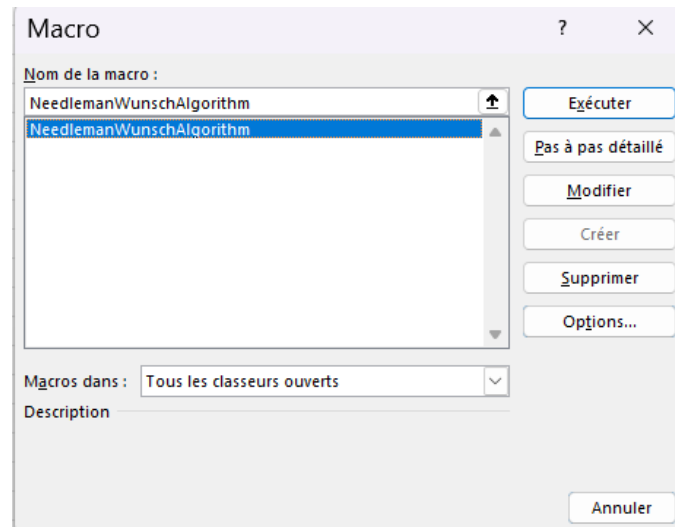 Macro ?
Nom de la macro :
NeedlemanWunschAlgorithm
NeedlemanWunschAlgorithm
Exécuter
Pas à pas détaillé
Modifier
Créer
Supprimer
Options...
Macros dans : Tous les classeurs ouverts
Description
Annuler